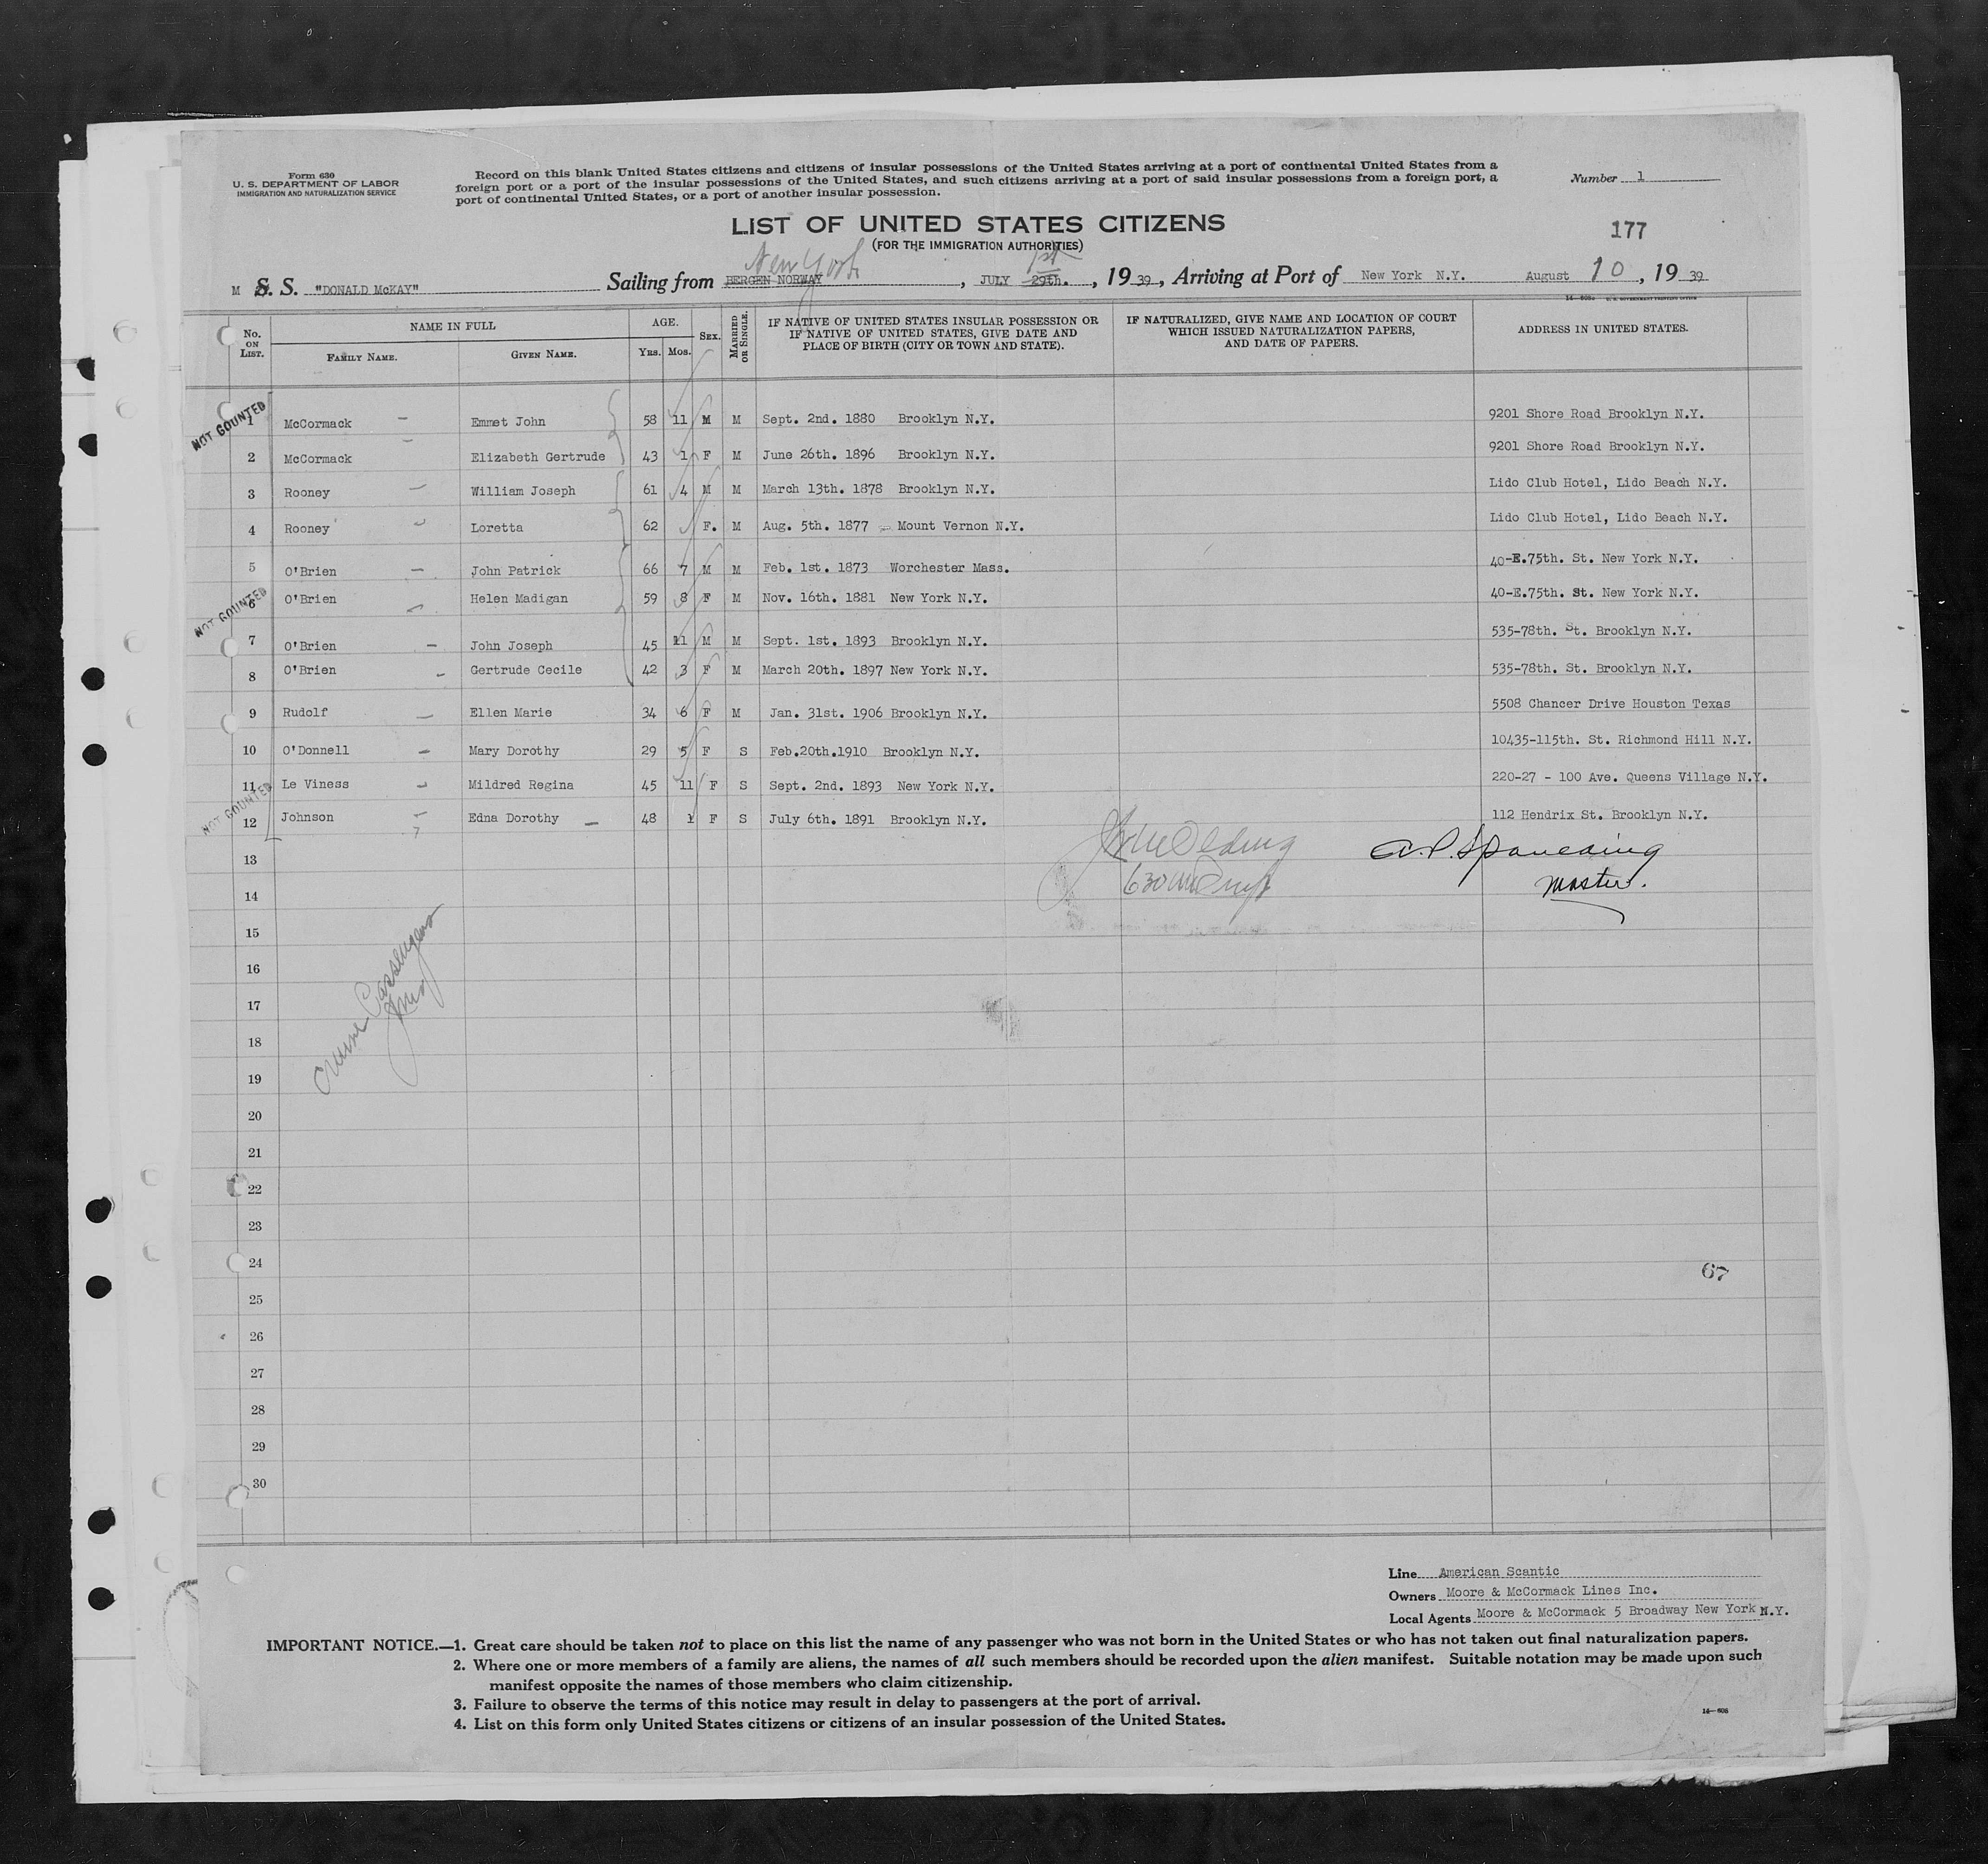 Form 630
U. S. DEPARTMENT OF LABOR
IMMIGRATION AND NATURALIZATION SERVICE
Record on this blank United States citizens and citizens of insular possessions of the United States arriving at a port of continental United States from a
foreign port or a port of the insular possessions of the United States, and such citizens arriving at a port of said insular possessions from a foreign port, a
port of continental United States, or a port of another insular possession.
Number 1
LIST OF UNITED STATES CITIZENS
(FOR THE IMMIGRATION AUTHORITIES)
177
New York 1st
M S. S. "DONALD McKAY" Sailing from BERGEN NORWAY, JULY 29th., 1939, Arriving at Port of New York N.Y. August 10, 1939
No. ON LIST. NAME IN FULL AGE. SEX. MARRIED OR SINGLE. IF NATIVE OF UNITED STATES INSULAR POSSESSION OR IF NATIVE OF UNITED STATES, GIVE DATE AND PLACE OF BIRTH (CITY OR TOWN AND STATE). IF NATURALIZED, GIVE NAME AND LOCATION OF COURT WHICH ISSUED NATURALIZATION PAPERS, AND DATE OF PAPERS. ADDRESS IN UNITED STATES.
FAMILY NAME. GIVEN NAME. YRS. MOS.
NOT COUNTED
1 McCormack Emmet John 58 11 M M Sept. 2nd. 1880 Brooklyn N.Y. 9201 Shore Road Brooklyn N.Y.
2 McCormack Elizabeth Gertrude 43 1 F M June 26th. 1896 Brooklyn N.Y. 9201 Shore Road Brooklyn N.Y.
3 Rooney William Joseph 61 4 M M March 13th. 1878 Brooklyn N.Y. Lido Club Hotel, Lido Beach N.Y.
4 Rooney Loretta 62 F. M Aug. 5th. 1877 Mount Vernon N.Y. Lido Club Hotel, Lido Beach N.Y.
5 O'Brien John Patrick 66 7 M M Feb. 1st. 1873 Worchester Mass. 40-E.75th. St. New York N.Y.
NOT COUNTED
6 O'Brien Helen Madigan 59 8 F M Nov. 16th. 1881 New York N.Y. 40-E.75th. St. New York N.Y.
7 O'Brien John Joseph 45 11 M M Sept. 1st. 1893 Brooklyn N.Y. 535-78th. St. Brooklyn N.Y.
8 O'Brien Gertrude Cecile 42 3 F M March 20th. 1897 New York N.Y. 535-78th. St. Brooklyn N.Y.
9 Rudolf Ellen Marie 34 6 F M Jan. 31st. 1906 Brooklyn N.Y. 5508 Chancer Drive Houston Texas
10 O'Donnell Mary Dorothy 29 5 F S Feb.20th.1910 Brooklyn N.Y. 10435-115th. St. Richmond Hill N.Y.
11 Le Viness Mildred Regina 45 11 F S Sept. 2nd. 1893 New York N.Y. 220-27 - 100 Ave. Queens Village N.Y.
NOT COUNTED
12 Johnson Edna Dorothy 48 1 F S July 6th. 1891 Brooklyn N.Y. 112 Hendrix St. Brooklyn N.Y.
13 A.P. Spaulding
14 Master.
15
16
Cruise Passengers
17
18
19
20
21
22
23
24
67
25
26
27
28
29
30
Line American Scantic
Owners Moore & McCormack Lines Inc.
Local Agents Moore & McCormack 5 Broadway New York N.Y.
IMPORTANT NOTICE.—1. Great care should be taken not to place on this list the name of any passenger who was not born in the United States or who has not taken out final naturalization papers.
2. Where one or more members of a family are aliens, the names of all such members should be recorded upon the alien manifest. Suitable notation may be made upon such
manifest opposite the names of those members who claim citizenship.
3. Failure to observe the terms of this notice may result in delay to passengers at the port of arrival.
4. List on this form only United States citizens or citizens of an insular possession of the United States.